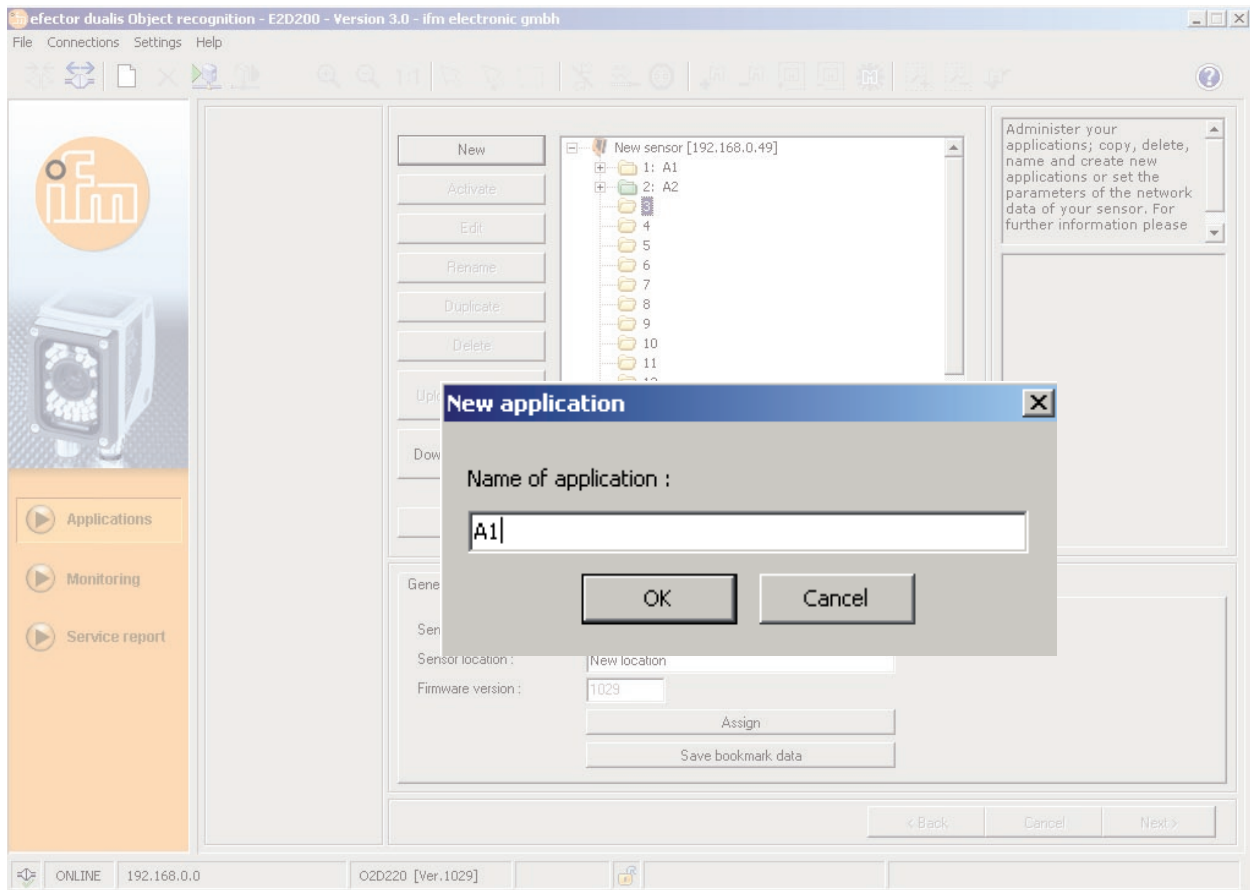 efector dualis Object recognition - E2D200 - Version 3.0 - ifm electronic gmbh
File Connections Settings Help
1:1
ifm
New
Activate
Edit
Rename
Duplicate
Delete
New sensor [192.168.0.49]
1: A1
2: A2
3
4
5
6
7
8
9
10
11
Administer your
applications; copy, delete,
name and create new
applications or set the
parameters of the network
data of your sensor. For
further information please
New application
Name of application :
A1
OK Cancel
Applications
Monitoring
Service report
Sensor location : New location
Firmware version : 1029
Assign
Save bookmark data
< Back Cancel Next >
ONLINE 192.168.0.0 O2D220 [Ver.1029]